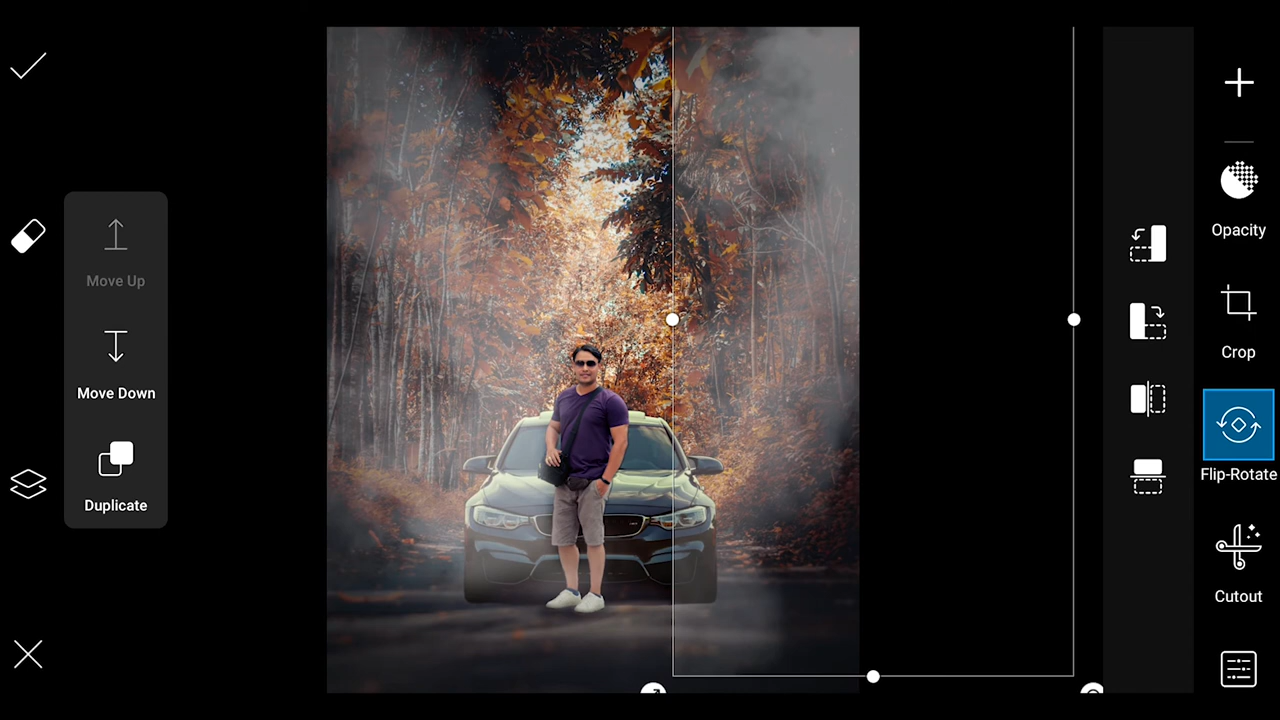 Move Up
Move Down
Duplicate
Opacity
Crop
Flip-Rotate
Cutout